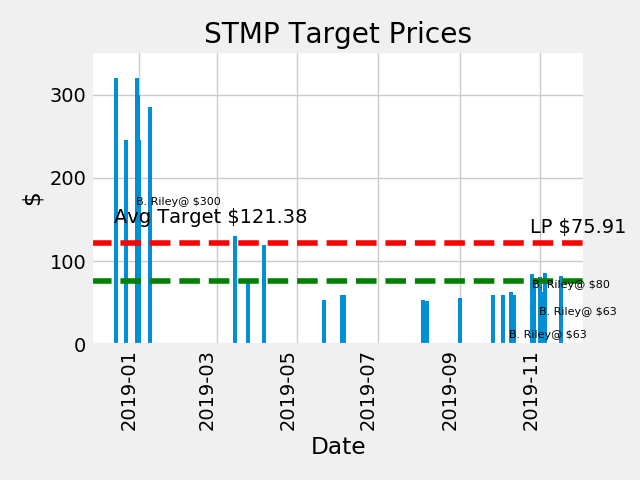 STMP Target Prices
$
300
200
100
0
B. Riley@ $300
Avg Target $121.38
LP $75.91
B. Riley@ $80
B. Riley@ $63
B. Riley@ $63
2019-01
2019-03
2019-05
2019-07
2019-09
2019-11
Date